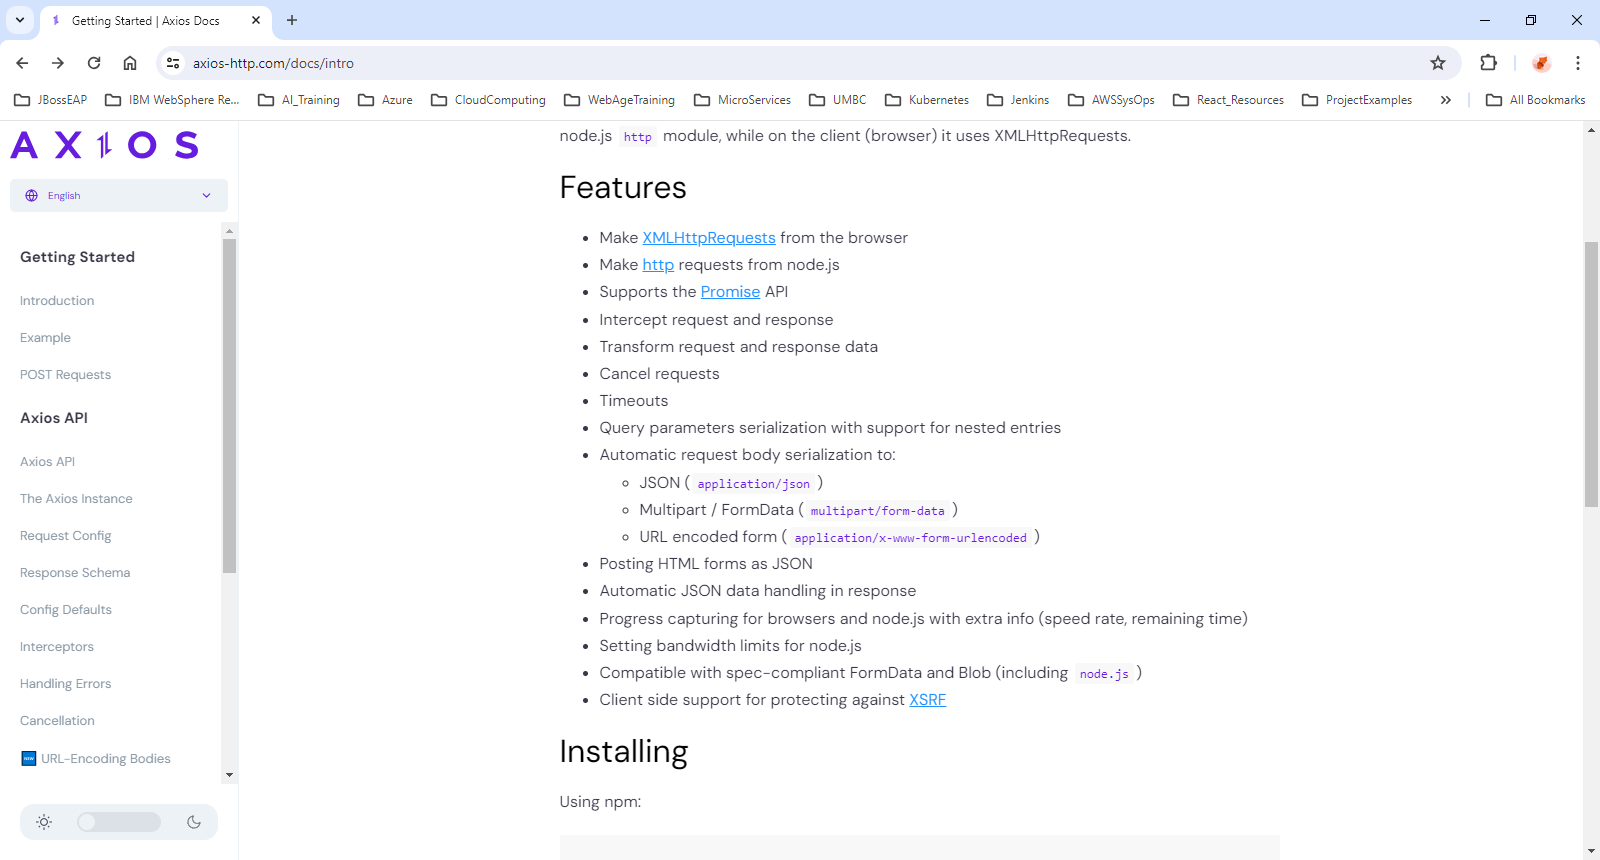 Getting Started | Axios Docs
axios-http.com/docs/intro
JBossEAP IBM WebSphere Re... AI_Training Azure CloudComputing WebAgeTraining MicroServices UMBC Kubernetes Jenkins AWSSysOps React_Resources ProjectExamples All Bookmarks
AXIOS
English
Getting Started
Introduction
Example
POST Requests
Axios API
Axios API
The Axios Instance
Request Config
Response Schema
Config Defaults
Interceptors
Handling Errors
Cancellation
NEW URL-Encoding Bodies
node.js http module, while on the client (browser) it uses XMLHttpRequests.
Features
• Make XMLHttpRequests from the browser
• Make http requests from node.js
• Supports the Promise API
• Intercept request and response
• Transform request and response data
• Cancel requests
• Timeouts
• Query parameters serialization with support for nested entries
• Automatic request body serialization to:
◦ JSON ( application/json )
◦ Multipart / FormData ( multipart/form-data )
◦ URL encoded form ( application/x-www-form-urlencoded )
• Posting HTML forms as JSON
• Automatic JSON data handling in response
• Progress capturing for browsers and node.js with extra info (speed rate, remaining time)
• Setting bandwidth limits for node.js
• Compatible with spec-compliant FormData and Blob (including node.js )
• Client side support for protecting against XSRF
Installing
Using npm: